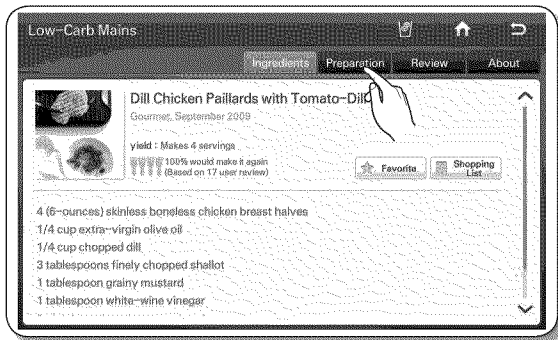 Low-Carb Mains
Ingredients Preparation Review About
Dill Chicken Paillards with Tomato-Dill
Gourmet, September 2009
yield : Makes 4 servings
100% would make it again
(Based on 17 user review)
Favorite
Shopping
List
4 (6-ounces) skinless boneless chicken breast halves
1/4 cup extra-virgin olive oil
1/4 cup chopped dill
3 tablespoons finely chopped shallot
1 tablespoon grainy mustard
1 tablespoon white-wine vinegar